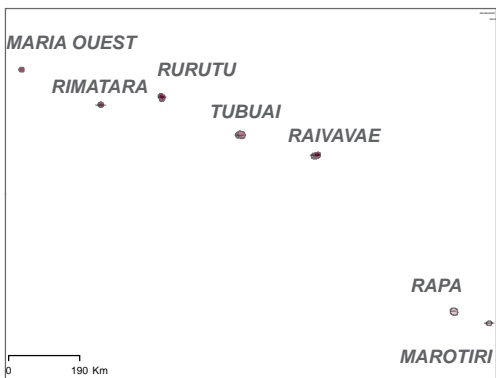 MARIA OUEST
RURUTU
RIMATARA
TUBUAI
RAIVAVAE
RAPA
MAROTIRI
0 190 Km